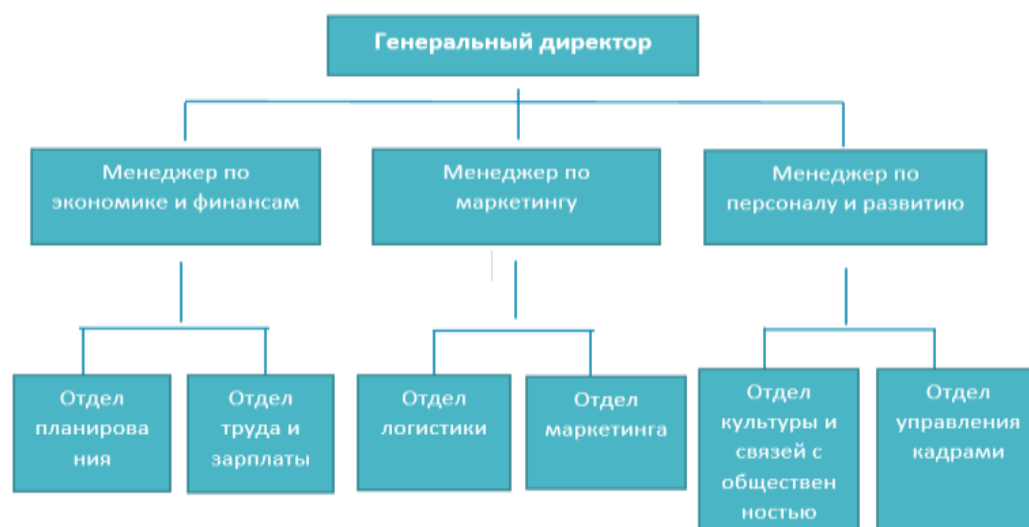 Генеральный директор
Менеджер по
экономике и финансам
Менеджер по
маркетингу
Менеджер по
персоналу и развитию
Отдел
планирова
ния
Отдел
труда и
зарплаты
Отдел
логистики
Отдел
маркетинга
Отдел
культуры и
связей с
обществен
ностью
Отдел
управления
кадрами